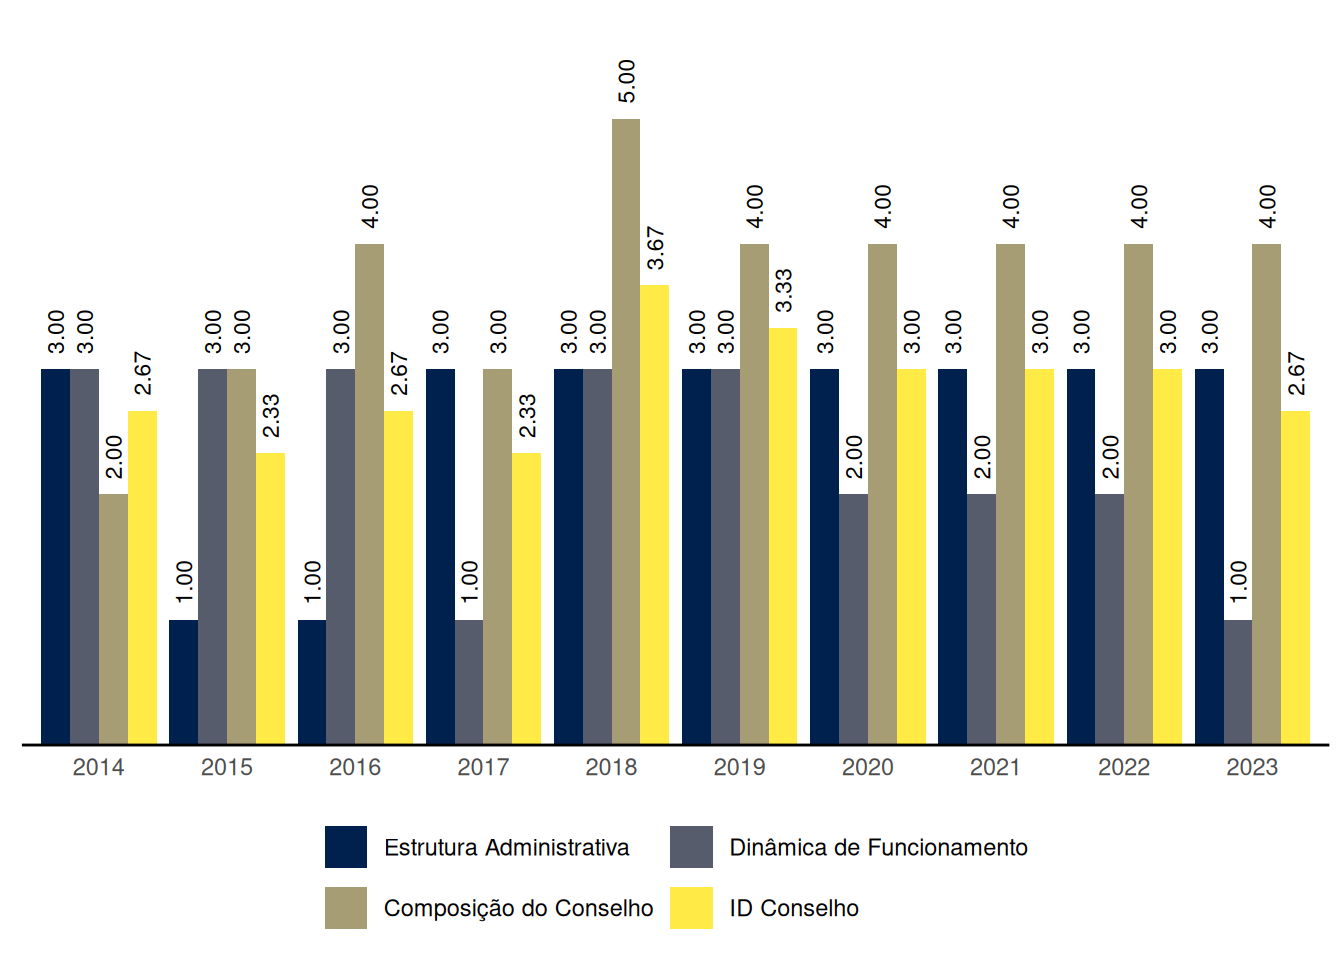 5.00
4.00 4.00 4.00 4.00 4.00 4.00
3.67
3.33
3.00 3.00 3.00 3.00 3.00 3.00 3.00 3.00 3.00 3.00 3.00 3.00 3.00 3.00 3.00 3.00 3.00
2.67 2.67 2.67
2.33 2.33
2.00 2.00 2.00 2.00
1.00 1.00 1.00 1.00
2014 2015 2016 2017 2018 2019 2020 2021 2022 2023
Estrutura Administrativa Dinâmica de Funcionamento
Composição do Conselho ID Conselho